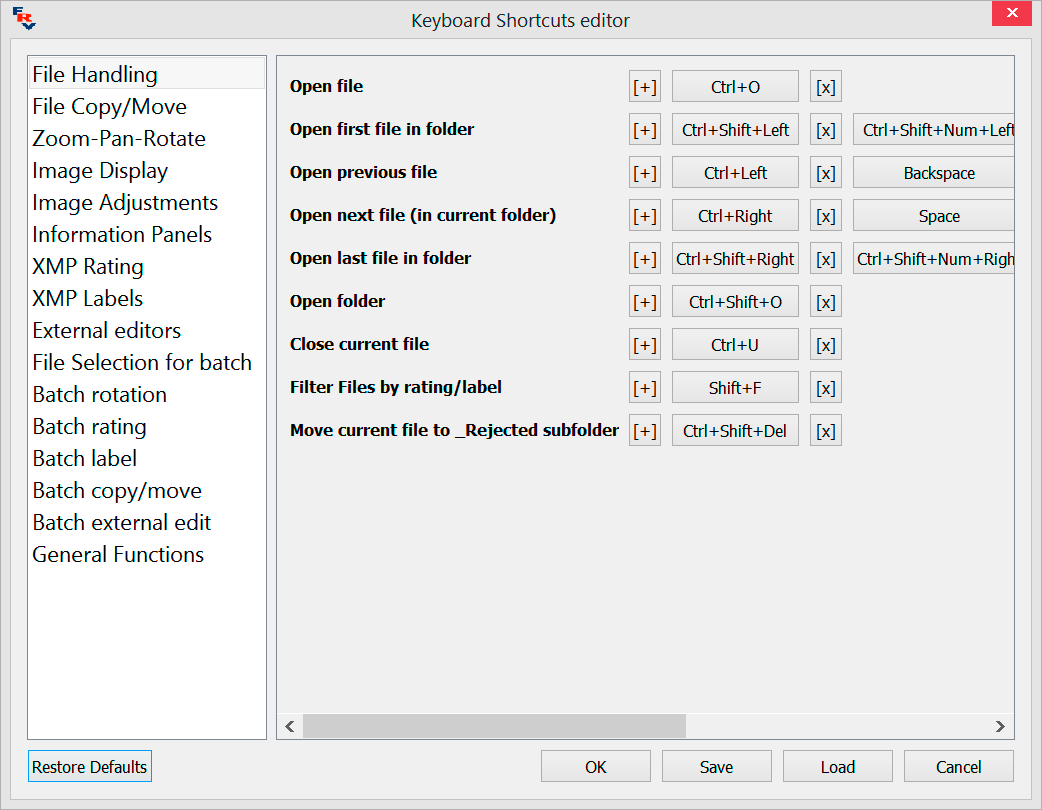 FRV
Keyboard Shortcuts editor
File Handling
File Copy/Move
Zoom-Pan-Rotate
Image Display
Image Adjustments
Information Panels
XMP Rating
XMP Labels
External editors
File Selection for batch
Batch rotation
Batch rating
Batch label
Batch copy/move
Batch external edit
General Functions
Open file [+] Ctrl+O [x]
Open first file in folder [+] Ctrl+Shift+Left [x] Ctrl+Shift+Num+Left
Open previous file [+] Ctrl+Left [x] Backspace
Open next file (in current folder) [+] Ctrl+Right [x] Space
Open last file in folder [+] Ctrl+Shift+Right [x] Ctrl+Shift+Num+Righ
Open folder [+] Ctrl+Shift+O [x]
Close current file [+] Ctrl+U [x]
Filter Files by rating/label [+] Shift+F [x]
Move current file to _Rejected subfolder [+] Ctrl+Shift+Del [x]
Restore Defaults OK Save Load Cancel